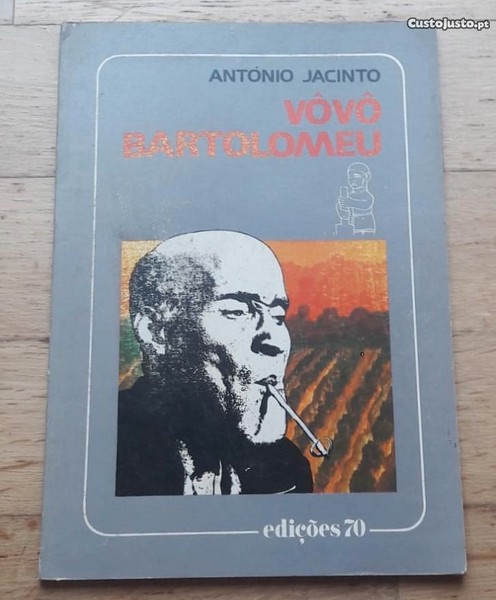 CustoJusto.pt
ANTÓNIO JACINTO
VÔVÔ
BARTOLOMEU
edições 70